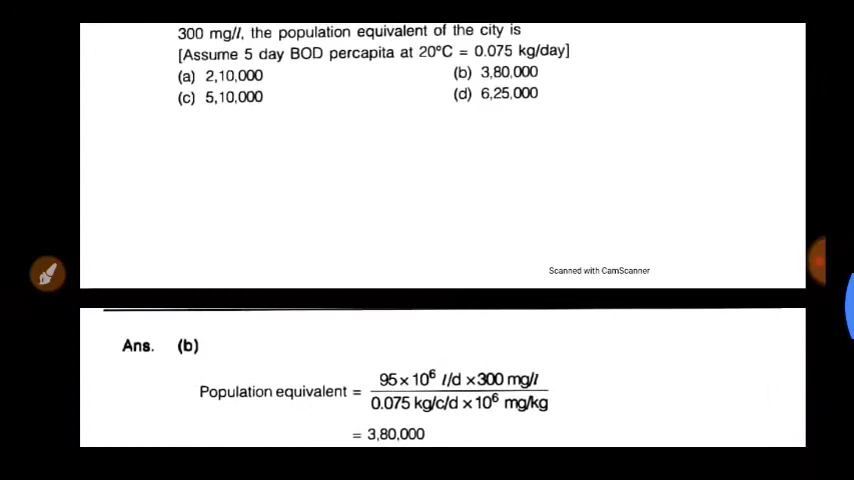 300 mg/l, the population equivalent of the city is
[Assume 5 day BOD percapita at 20°C = 0.075 kg/day]
(a) 2,10,000 (b) 3,80,000
(c) 5,10,000 (d) 6,25,000
Scanned with CamScanner
Ans. (b)
Population equivalent = 95 × 10⁶ l/d × 300 mg/l
0.075 kg/c/d × 10⁶ mg/kg
= 3,80,000